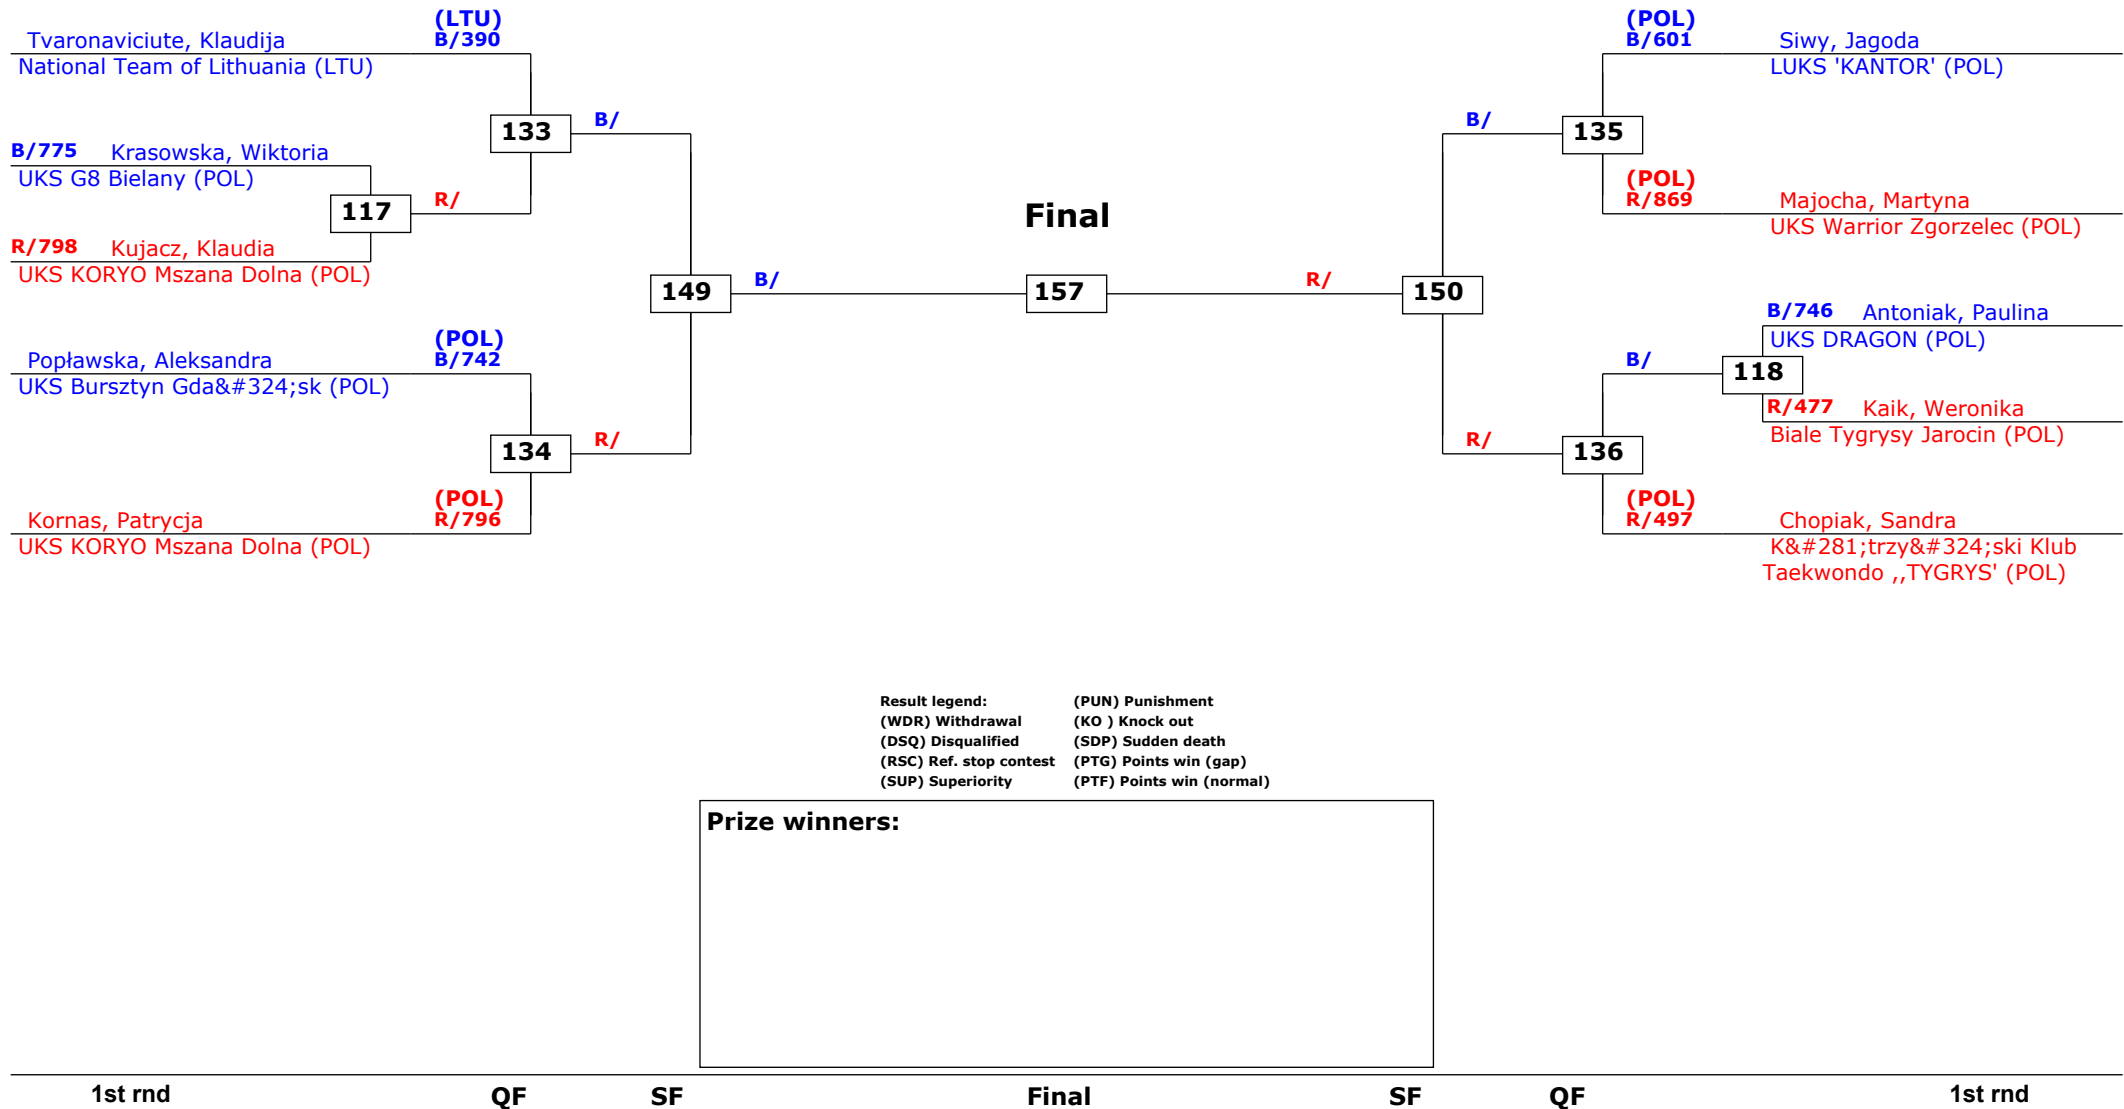 (LTU)
Tvaronaviciute, Klaudija B/390
National Team of Lithuania (LTU)
133
B/
B/775 Krasowska, Wiktoria
UKS G8 Bielany (POL)
117
R/
R/798 Kujacz, Klaudia
UKS KORYO Mszana Dolna (POL)
149
B/
(POL)
Popławska, Aleksandra B/742
UKS Bursztyn Gda&#324;sk (POL)
134
R/
(POL)
Kornas, Patrycja R/796
UKS KORYO Mszana Dolna (POL)
Final
157
(POL)
B/601 Siwy, Jagoda
LUKS 'KANTOR' (POL)
B/
135
(POL)
R/869 Majocha, Martyna
UKS Warrior Zgorzelec (POL)
R/
150
B/746 Antoniak, Paulina
UKS DRAGON (POL)
B/
118
R/477 Kaik, Weronika
Biale Tygrysy Jarocin (POL)
R/
136
(POL)
R/497 Chopiak, Sandra
K&#281;trzy&#324;ski Klub
Taekwondo ,,TYGRYS' (POL)
Result legend: (PUN) Punishment
(WDR) Withdrawal (KO ) Knock out
(DSQ) Disqualified (SDP) Sudden death
(RSC) Ref. stop contest (PTG) Points win (gap)
(SUP) Superiority (PTF) Points win (normal)
Prize winners:
1st rnd QF SF Final SF QF 1st rnd